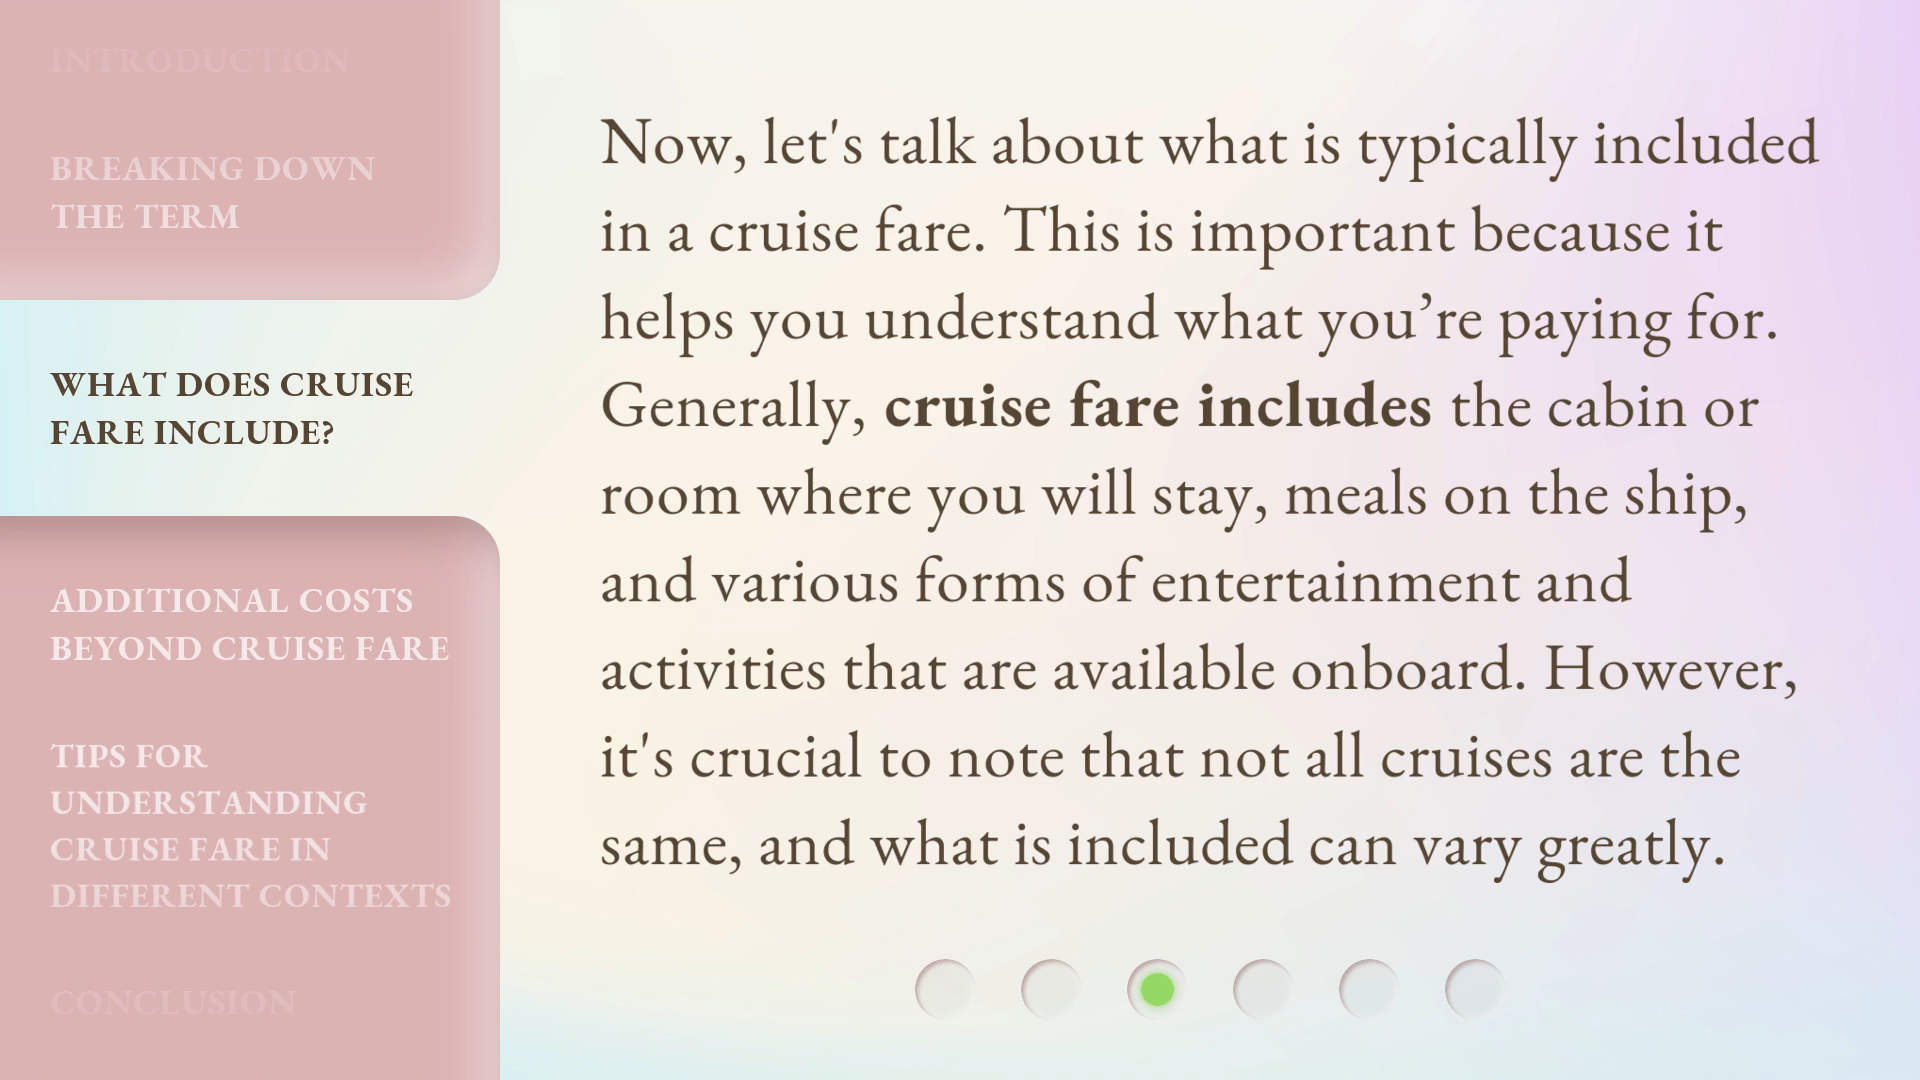 INTRODUCTION
BREAKING DOWN
THE TERM
WHAT DOES CRUISE
FARE INCLUDE?
ADDITIONAL COSTS
BEYOND CRUISE FARE
TIPS FOR
UNDERSTANDING
CRUISE FARE IN
DIFFERENT CONTEXTS
CONCLUSION
Now, let's talk about what is typically included
in a cruise fare. This is important because it
helps you understand what you’re paying for.
Generally, cruise fare includes the cabin or
room where you will stay, meals on the ship,
and various forms of entertainment and
activities that are available onboard. However,
it's crucial to note that not all cruises are the
same, and what is included can vary greatly.